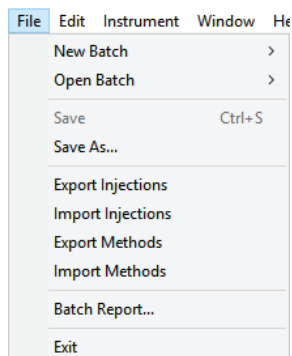 File Edit Instrument Window He
New Batch >
Open Batch >
Save Ctrl+S
Save As...
Export Injections
Import Injections
Export Methods
Import Methods
Batch Report...
Exit